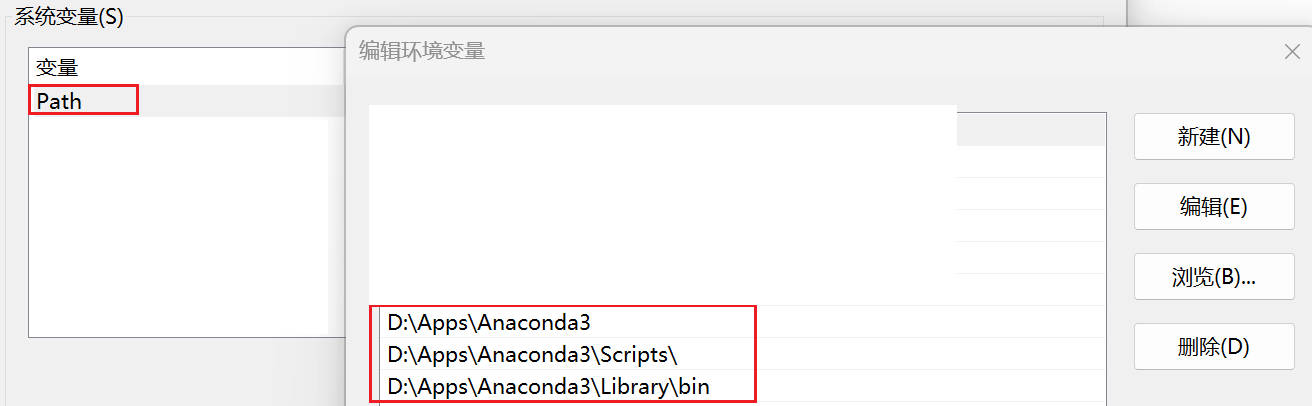 系统变量(S)
变量
Path
编辑环境变量
D:\Apps\Anaconda3
D:\Apps\Anaconda3\Scripts\
D:\Apps\Anaconda3\Library\bin
新建(N)
编辑(E)
浏览(B)...
删除(D)